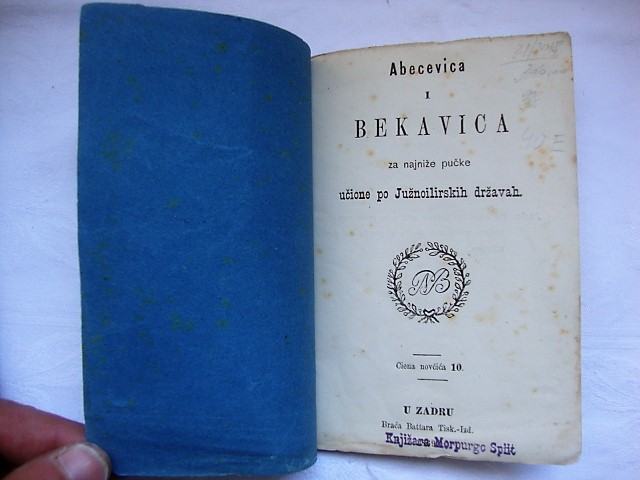 Abecevica
I
BEKAVICA
za najniže pučke
učione po Južnoilirskih državah.
Ciena novčića 10.
U ZADRU
Braća Battara Tisk.-Izd.
Knjižara Morpurgo Split